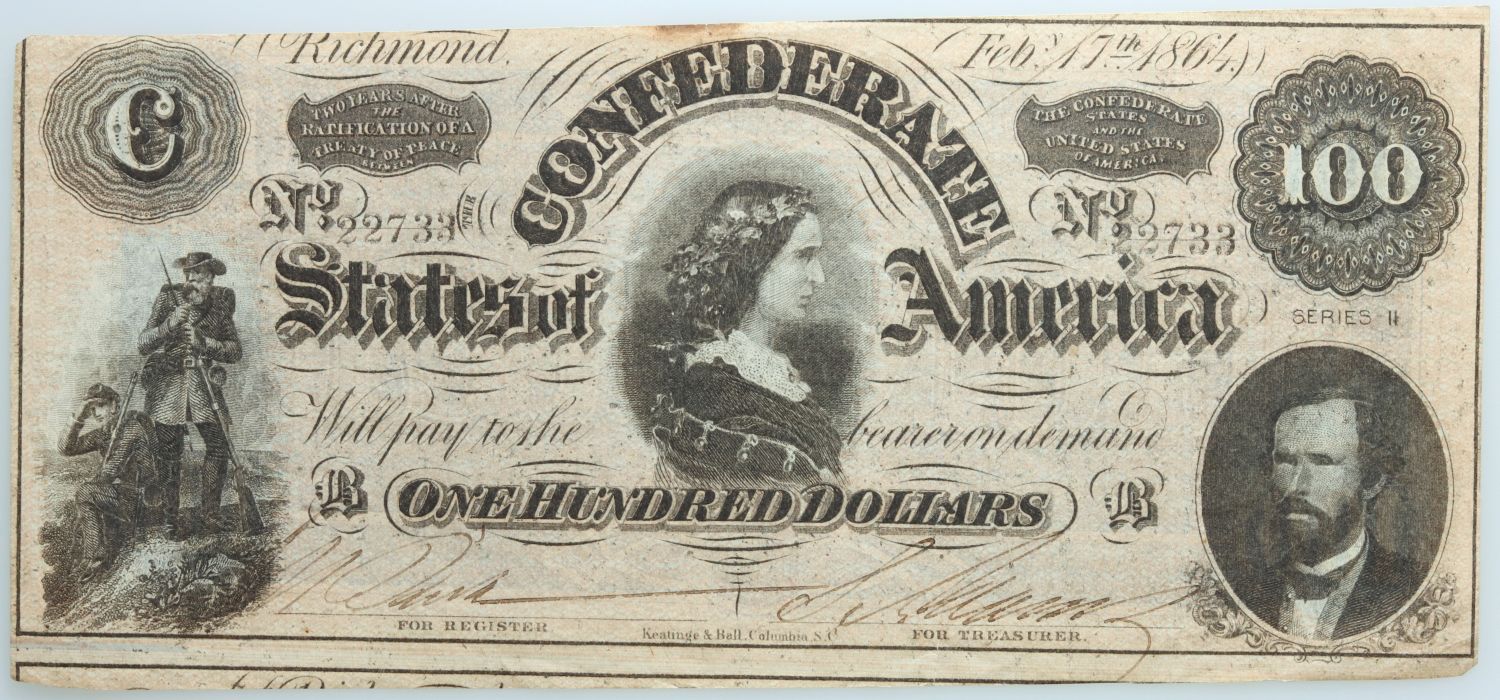 Richmond. Feby. 17th 1864.
C
TWO YEARS AFTER
THE
RATIFICATION OF A
TREATY OF PEACE
BETWEEN
THE CONFEDERATE
STATES
AND THE
UNITED STATES
OF AMERICA.
100
No. 22733
THE
CONFEDERATE
No. 22733
States of America
SERIES II
Will pay to the bearer on demand
B ONE HUNDRED DOLLARS B
FOR REGISTER
Keatinge & Ball, Columbia, S.C.
FOR TREASURER.